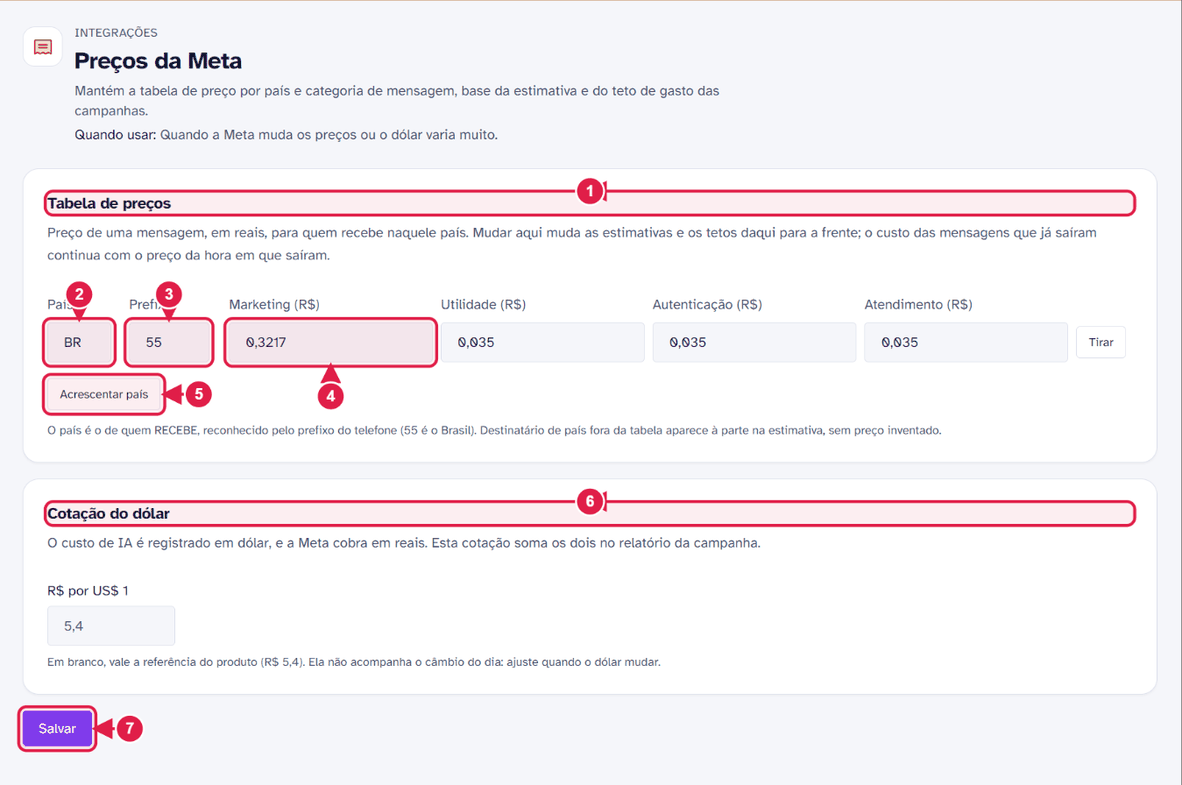 INTEGRAÇÕES
Preços da Meta
Mantém a tabela de preço por país e categoria de mensagem, base da estimativa e do teto de gasto das
campanhas.
Quando usar: Quando a Meta muda os preços ou o dólar varia muito.
1
Tabela de preços
Preço de uma mensagem, em reais, para quem recebe naquele país. Mudar aqui muda as estimativas e os tetos daqui para a frente; o custo das mensagens que já saíram
continua com o preço da hora em que saíram.
2 3
Marketing (R$) Utilidade (R$) Autenticação (R$) Atendimento (R$)
BR 55 0,3217 0,035 0,035 0,035 Tirar
Acrescentar país 5 4
O país é o de quem RECEBE, reconhecido pelo prefixo do telefone (55 é o Brasil). Destinatário de país fora da tabela aparece à parte na estimativa, sem preço inventado.
6
Cotação do dólar
O custo de IA é registrado em dólar, e a Meta cobra em reais. Esta cotação soma os dois no relatório da campanha.
R$ por US$ 1
5,4
Em branco, vale a referência do produto (R$ 5,4). Ela não acompanha o câmbio do dia: ajuste quando o dólar mudar.
Salvar 7